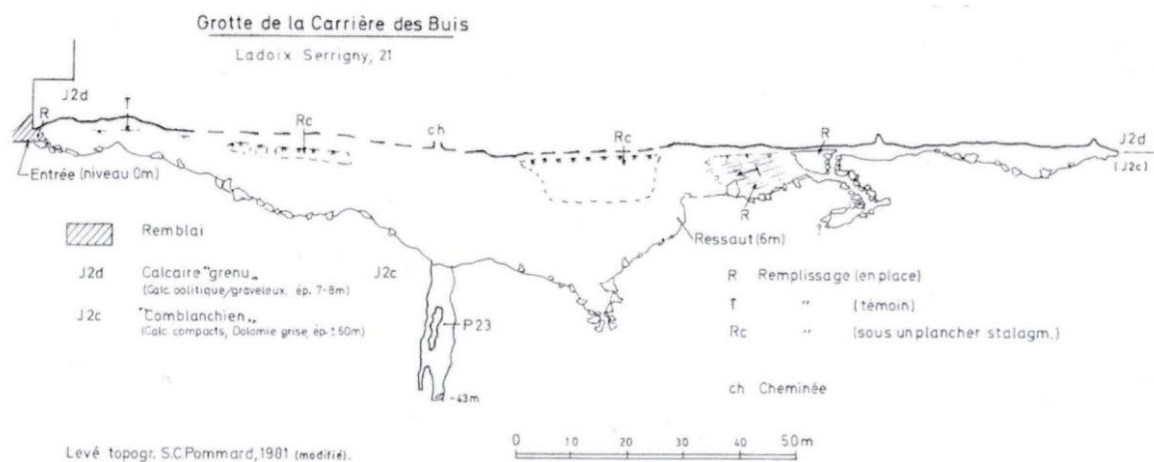 Grotte de la Carrière des Buis
Ladoix Serrigny, 21
J2d
J2d
R
T
Rc
ch
Rc
R
J2d
(J2c)
Entrée (niveau 0m)
R
Ressaut (6m)
?
Remblai
J2d Calcaire "grenu„
(Calc. oolitique/graveleux, ép. 7-8m)
J2c "Comblanchien„
(Calc. compacts, Dolomie grise, ép. ± 60m)
J2c
P23
-43m
R Remplissage (en place)
T " (témoin)
Rc " (sous un plancher stalagm.)
ch Cheminée
Levé topogr. S.C Pommard, 1981 (modifié).
0 10 20 30 40 50m